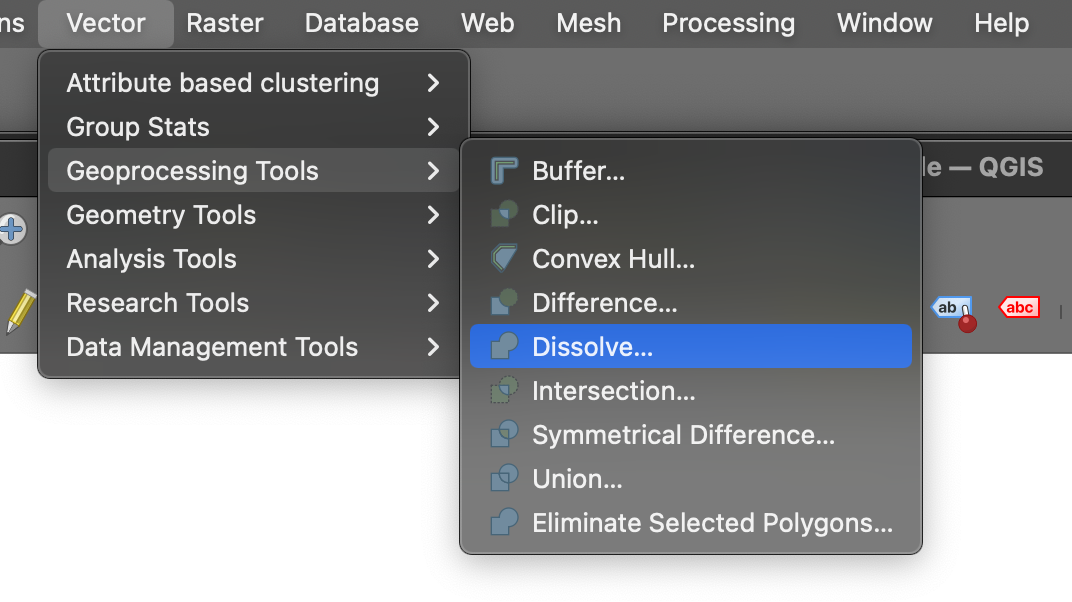 ns Vector Raster Database Web Mesh Processing Window Help
Attribute based clustering
Group Stats
Geoprocessing Tools
Geometry Tools
Analysis Tools
Research Tools
Data Management Tools
le — QGIS
Buffer...
Clip...
Convex Hull...
Difference...
Dissolve...
Intersection...
Symmetrical Difference...
Union...
Eliminate Selected Polygons...
ab
abc